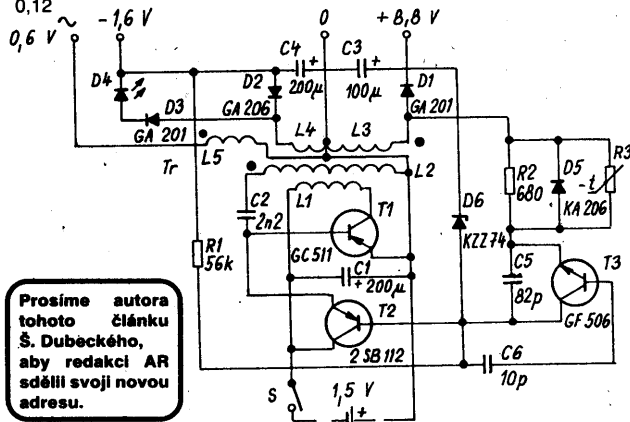 0,12
0,6 V
-1,6 V
0
+8,8 V
C4 +
200µ
C3 +
100µ
D4
D2
D1
D3
GA 206
GA 201
GA 201
L4
L3
L5
Tr
L2
L1
R2
680
D5
KA 206
R3
-t
D6
KZZ74
C2
2n2
T1
GC 511
R1
56k
C1
+ 200µ
C5
82p
T3
GF 506
T2
2 SB 112
C6
10p
S
1,5 V
+
Prosíme autora
tohoto článku
Š. Dubeckého,
aby redakci AR
sdělil svoji novou
adresu.